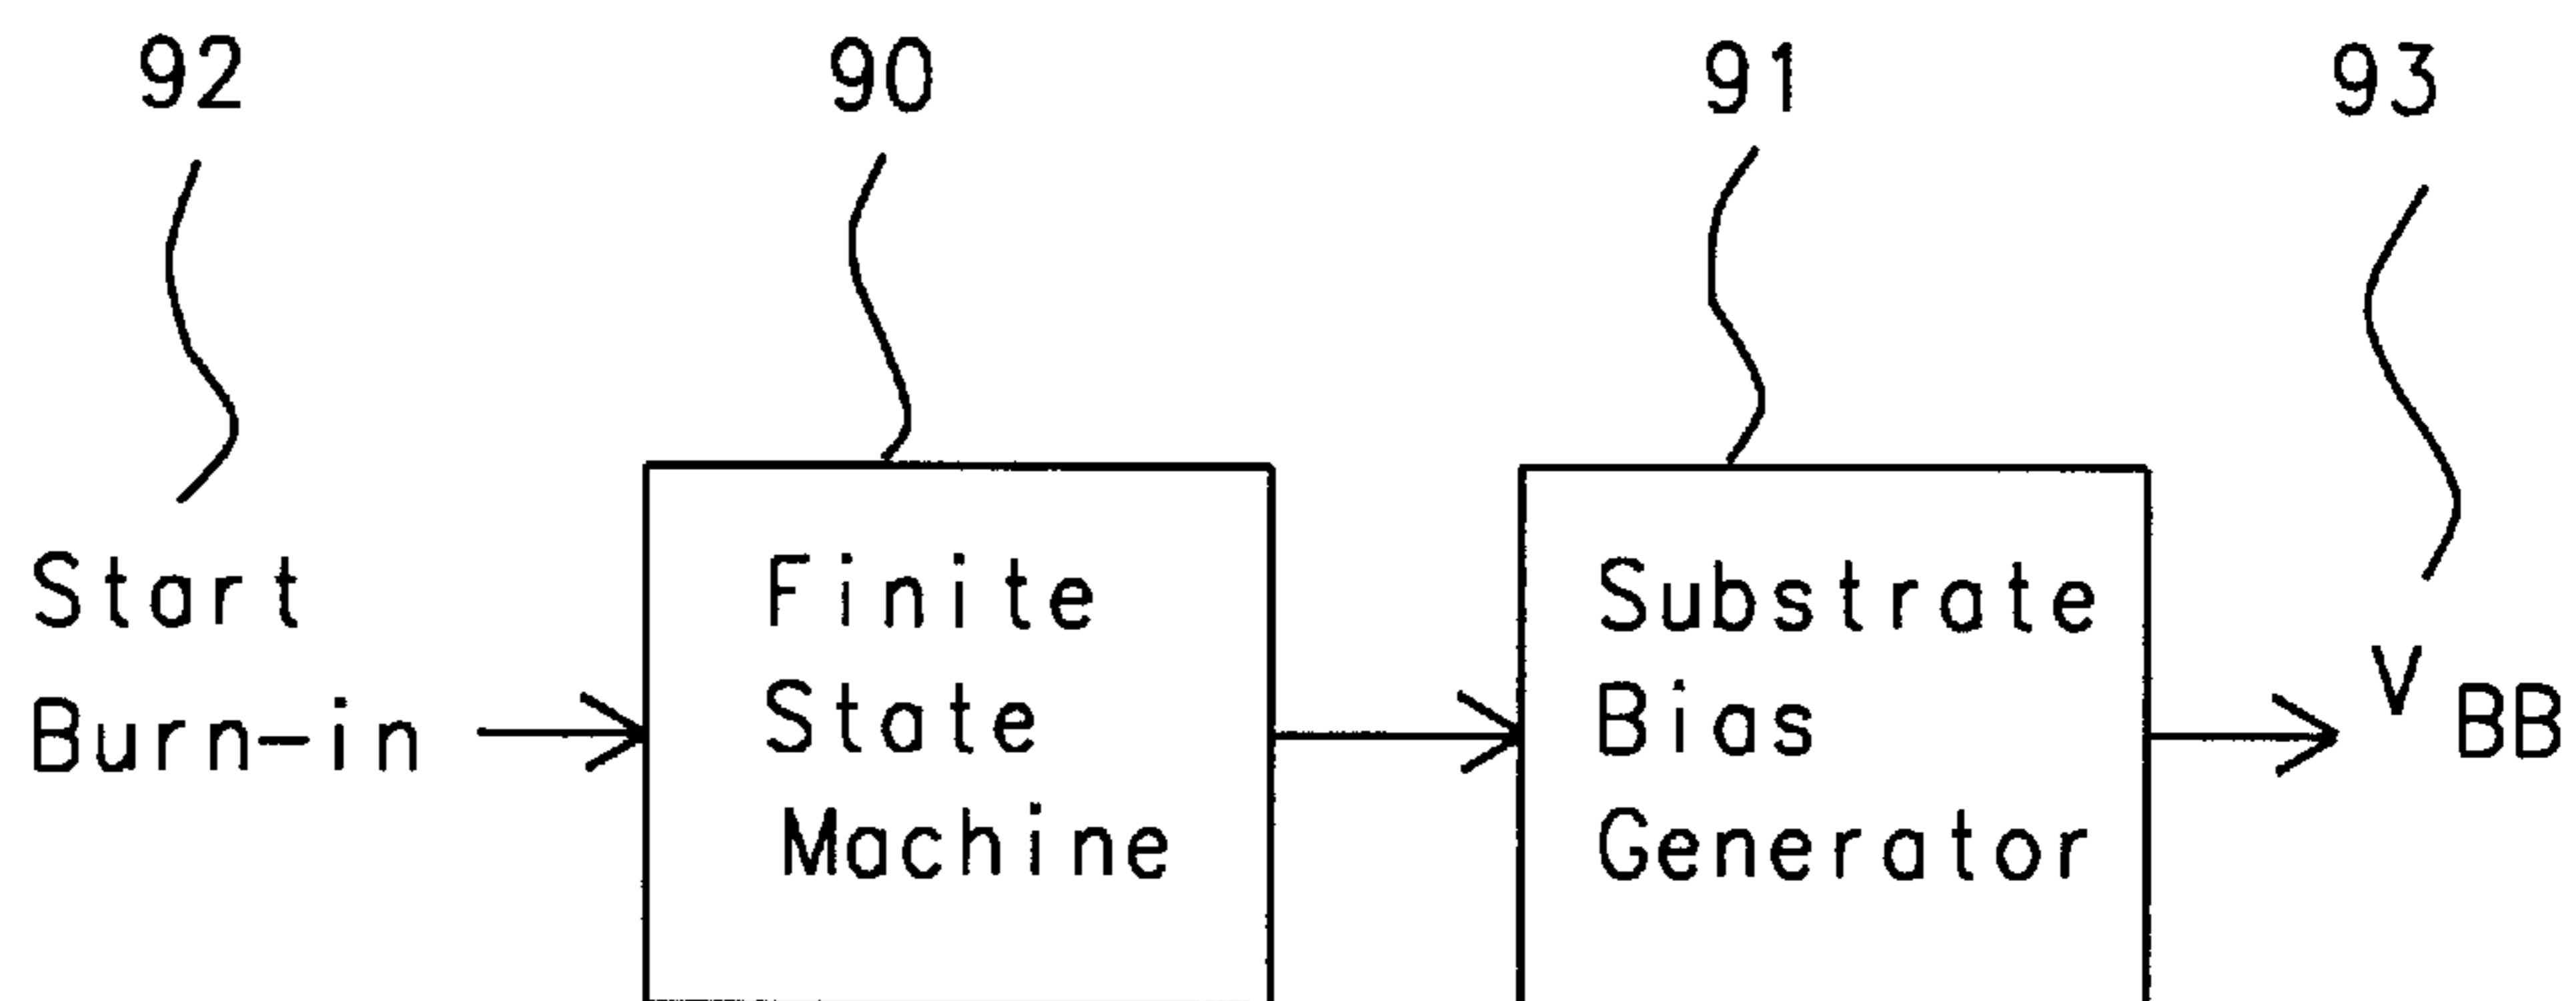 92
90
91
93
Start
Burn-in
Finite
State
Machine
Substrate
Bias
Generator
V BB